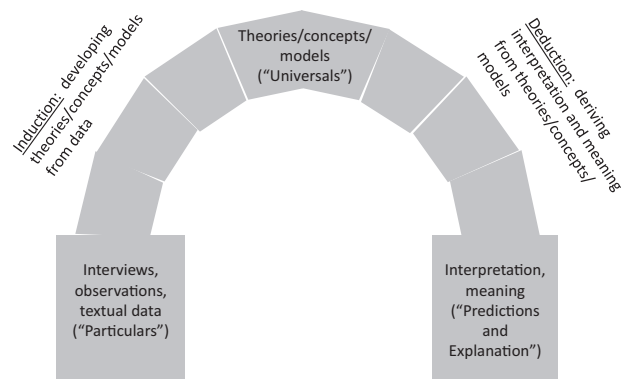 Induction: developing
theories/concepts/models
from data
Theories/concepts/
models
(“Universals”)
Deduction: deriving
interpretation and meaning
from theories/concepts/
models
Interviews,
observations,
textual data
(“Particulars”)
Interpretation,
meaning
(“Predictions
and
Explanation”)